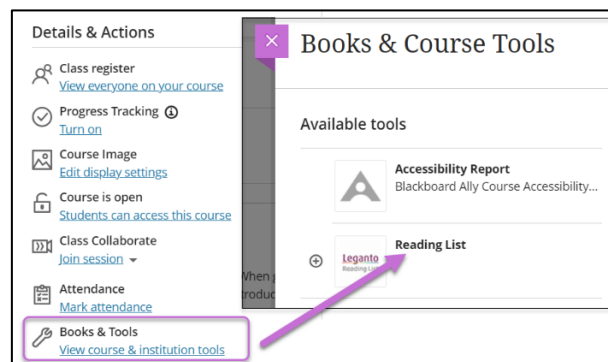 Details & Actions
Class register
View everyone on your course
Progress Tracking
Turn on
Course Image
Edit display settings
Course is open
Students can access this course
Class Collaborate
Join session
Attendance
Mark attendance
Books & Tools
View course & institution tools
When g
troduc
Books & Course Tools
Available tools
Accessibility Report
Blackboard Ally Course Accessibility...
Leganto
Reading List
Reading List